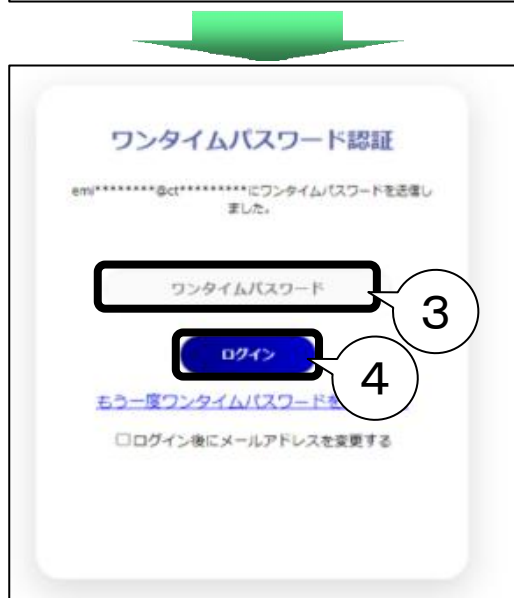 ワンタイムパスワード認証
emi********@ct*********にワンタイムパスワードを送信し
ました。
ワンタイムパスワード
3
ログイン
4
もう一度ワンタイムパスワードを
□ログイン後にメールアドレスを変更する